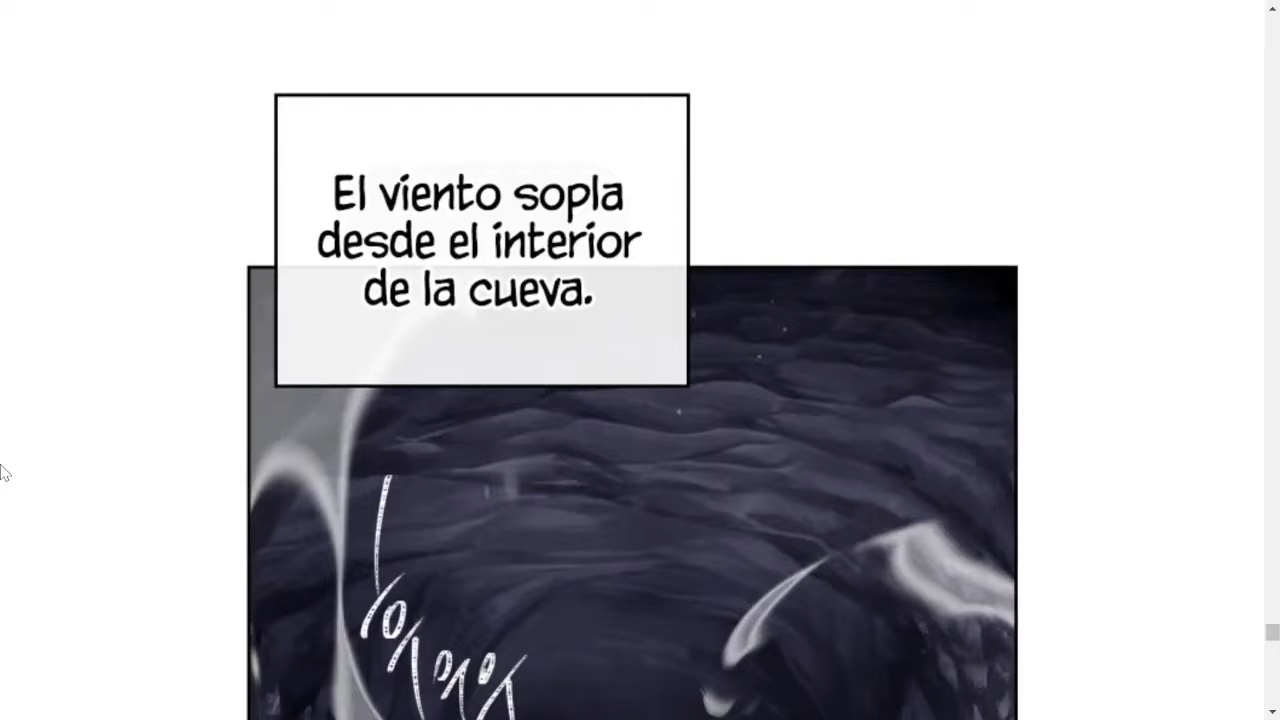 El viento sopla
desde el interior
de la cueva.